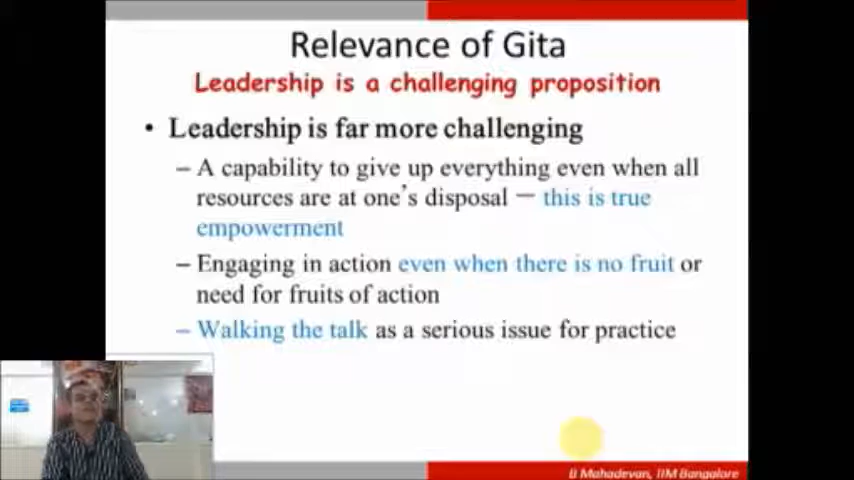 Relevance of Gita
Leadership is a challenging proposition
• Leadership is far more challenging
– A capability to give up everything even when all
resources are at one's disposal – this is true
empowerment
– Engaging in action even when there is no fruit or
need for fruits of action
– Walking the talk as a serious issue for practice
B Mahadevan, IIM Bangalore